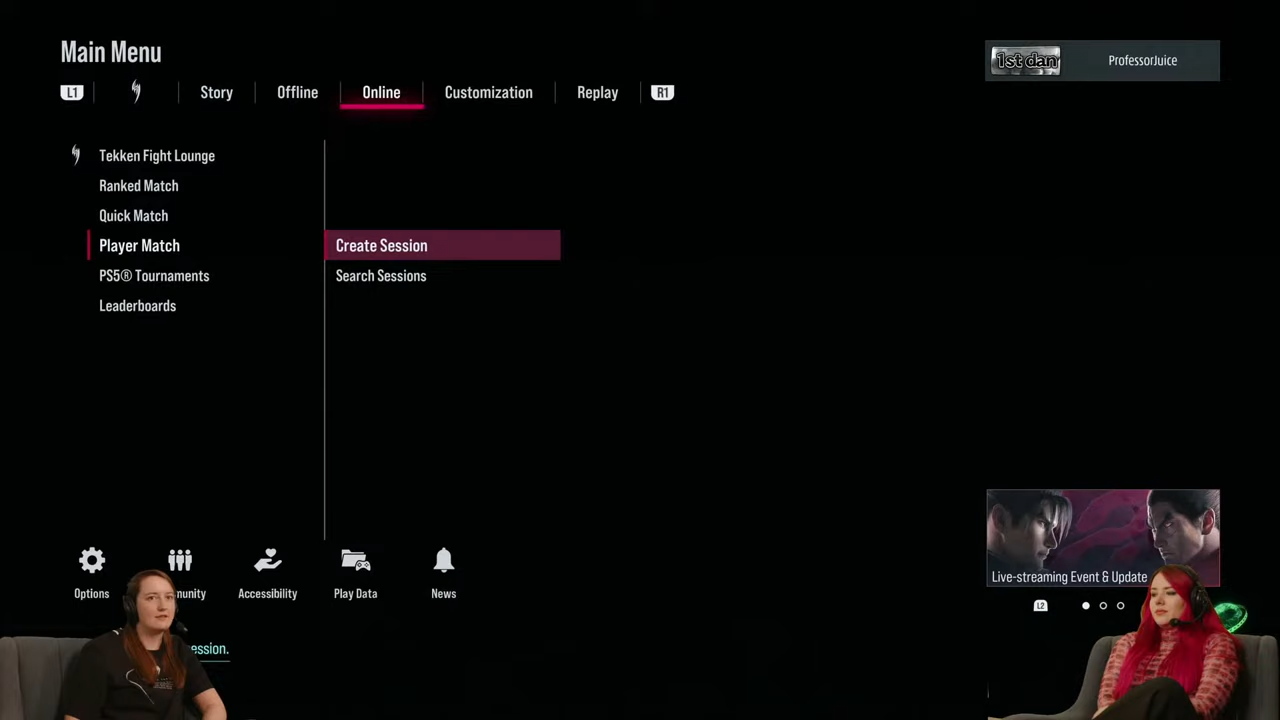 Main Menu
1st dan
ProfessorJuice
L1
Story
Offline
Online
Customization
Replay
R1
Tekken Fight Lounge
Ranked Match
Quick Match
Player Match
Create Session
PS5® Tournaments
Search Sessions
Leaderboards
Live-streaming Event & Update
Options
Accessibility
Play Data
News
L2